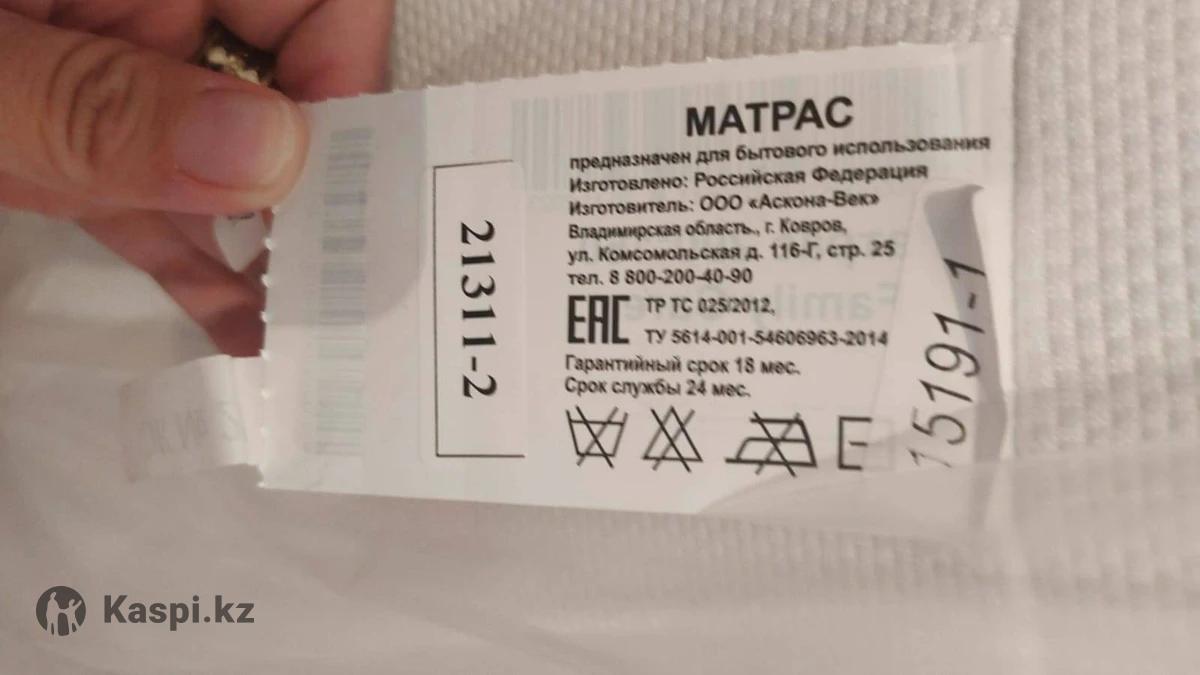 МАТРАС
предназначен для бытового использования
Изготовлено: Российская Федерация
Изготовитель: ООО «Аскона-Век»
Владимирская область., г. Ковров,
ул. Комсомольская д. 116-Г, стр. 25
тел. 8 800-200-40-90
ЕАС ТР ТС 025/2012,
ТУ 5614-001-54606963-2014
Гарантийный срок 18 мес.
Срок службы 24 мес.
E
21311-2
15191-1
Kaspi.kz